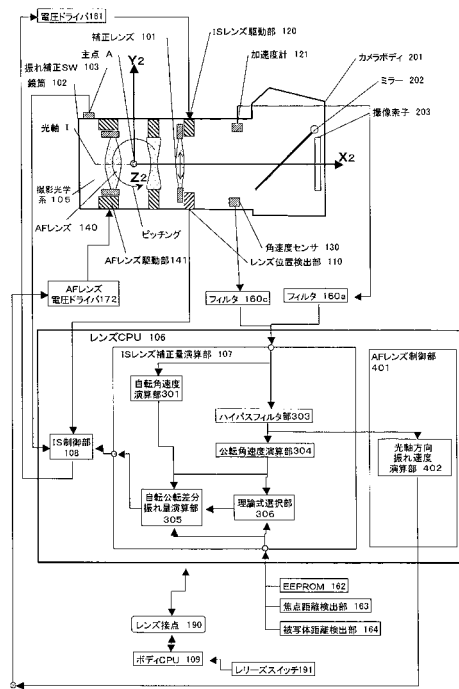 電圧ドライバ161
補正レンズ 101
ISレンズ駆動部 120
主点 A
加速度計 121
カメラボディ 201
振れ補正SW 103
鏡筒 102
Y2
ミラー 202
撮像素子 203
光軸 I
X2
Z2
撮影光学系 105
AFレンズ 140
ピッチング
角速度センサ 130
AFレンズ駆動部141
レンズ位置検出部 110
AFレンズ
電圧ドライバ172
フィルタ 160c
フィルタ 160a
レンズCPU 106
ISレンズ補正量演算部 107
AFレンズ制御部
401
自転角速度
演算部301
ハイパスフィルタ部303
公転角速度演算部304
IS制御部
108
光軸方向
振れ速度
演算部 402
自転公転差分
振れ量演算部
305
理論式選択部
306
EEPROM 162
焦点距離検出部 163
レンズ接点 190
被写体距離検出部 164
ボディCPU 109
レリーズスイッチ191